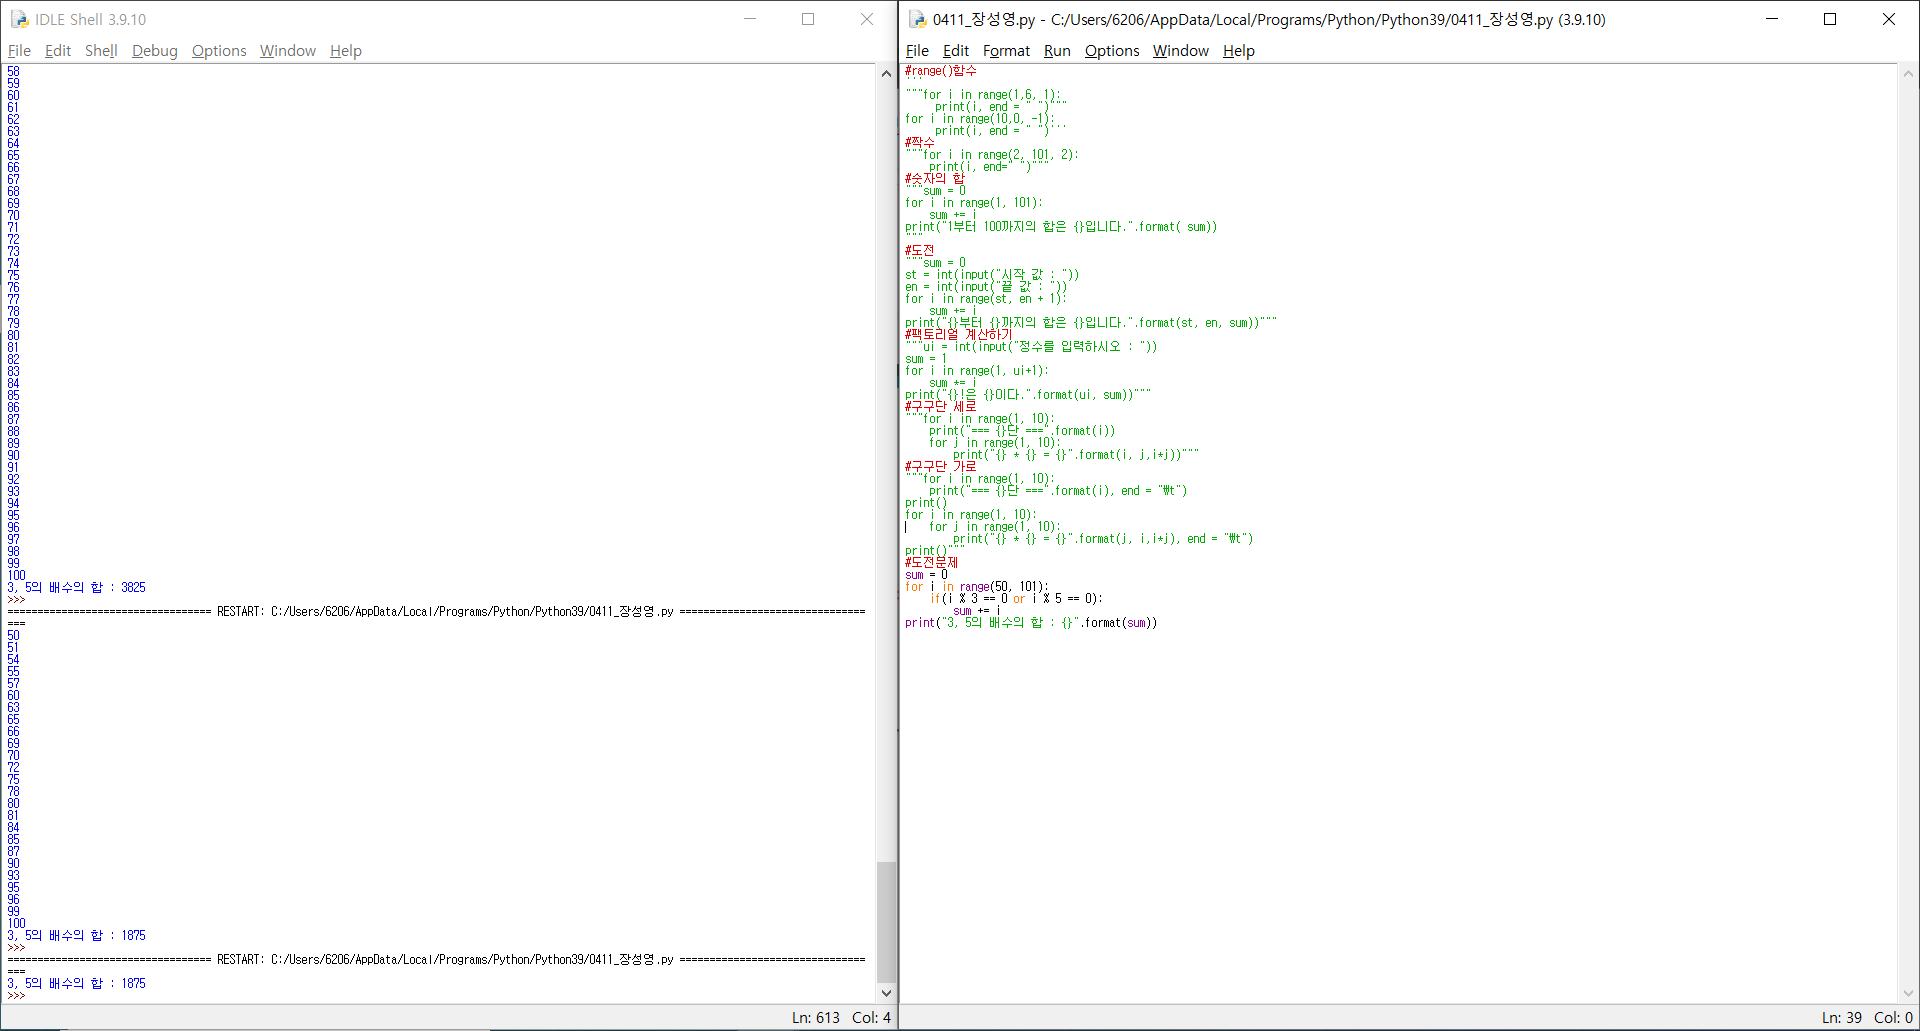 IDLE Shell 3.9.10
File Edit Shell Debug Options Window Help
58
59
60
61
62
63
64
65
66
67
68
69
70
71
72
73
74
75
76
77
78
79
80
81
82
83
84
85
86
87
88
89
90
91
92
93
94
95
96
97
98
99
100
3, 5의 배수의 합 : 3825
>>>
================================== RESTART: C:/Users/6206/AppData/Local/Programs/Python/Python39/0411_장성영.py ===============================
===
50
51
54
55
57
60
63
65
66
69
70
72
75
78
80
81
84
85
87
90
93
95
96
99
100
3, 5의 배수의 합 : 1875
>>>
================================== RESTART: C:/Users/6206/AppData/Local/Programs/Python/Python39/0411_장성영.py ===============================
===
3, 5의 배수의 합 : 1875
>>>
Ln: 613 Col: 4
0411_장성영.py - C:/Users/6206/AppData/Local/Programs/Python/Python39/0411_장성영.py (3.9.10)
File Edit Format Run Options Window Help
#range()함수
'''
"""for i in range(1,6, 1):
     print(i, end = " ")"""
for i in range(10,0, -1):
     print(i, end = " ")'''
#짝수
"""for i in range(2, 101, 2):
    print(i, end=" ")"""
#숫자의 합
"""sum = 0
for i in range(1, 101):
    sum += i
print("1부터 100까지의 합은 {}입니다.".format( sum))
"""
#도전
"""sum = 0
st = int(input("시작 값 : "))
en = int(input("끝 값 : "))
for i in range(st, en + 1):
    sum += i
print("{}부터 {}까지의 합은 {}입니다.".format(st, en, sum))"""
#팩토리얼 계산하기
"""ui = int(input("정수를 입력하시오 : "))
sum = 1
for i in range(1, ui+1):
    sum *= i
print("{}!은 {}이다.".format(ui, sum))"""
#구구단 세로
"""for i in range(1, 10):
    print("=== {}단 ===".format(i))
    for j in range(1, 10):
        print("{} * {} = {}".format(i, j,i*j))"""
#구구단 가로
"""for i in range(1, 10):
    print("=== {}단 ===".format(i), end = "₩t")
print()
for i in range(1, 10):
    for j in range(1, 10):
        print("{} * {} = {}".format(j, i,i*j), end = "₩t")
print()"""
#도전문제
sum = 0
for i in range(50, 101):
    if(i % 3 == 0 or i % 5 == 0):
        sum += i
print("3, 5의 배수의 합 : {}".format(sum))
Ln: 39 Col: 0